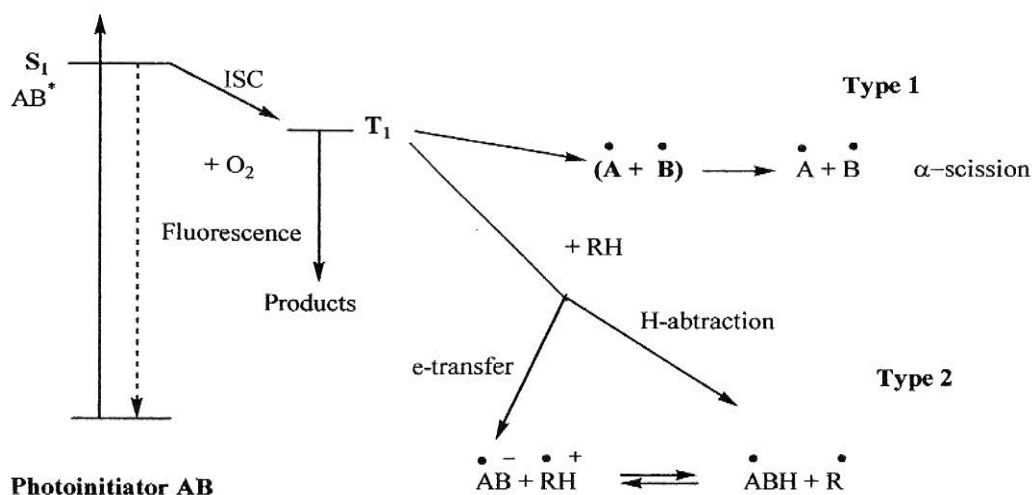 S₁
AB*
ISC
T₁
+ O₂
Fluorescence
Products
Type 1
(A + B) → A + B α−scission
+ RH
H-abtraction
e-transfer
Type 2
AB⁻ + RH⁺ ⇌ ABH + R
Photoinitiator AB